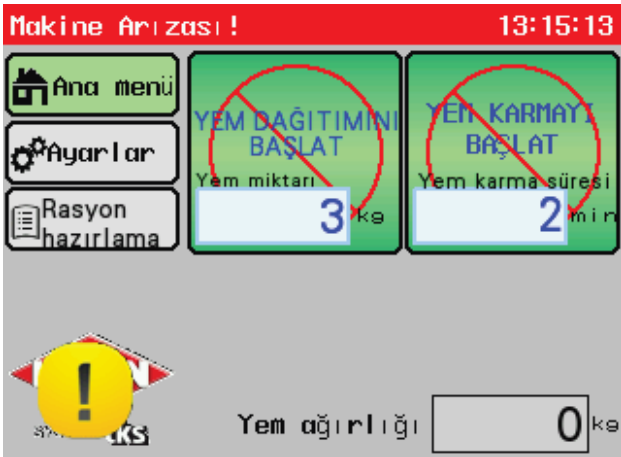 Makine Arızası!
13:15:13
Ana menü
YEM DAĞITIMINI
BAŞLAT
Yem miktarı
3 kg
YEM KARMAYI
BAŞLAT
Yem karma süresi
2 min
Ayarlar
Rasyon
hazırlama
!
Yem ağırlığı
0 kg